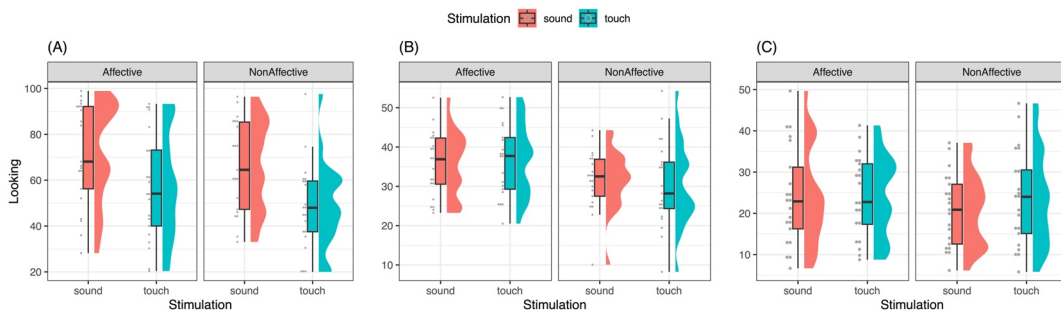 Stimulation sound touch
(A) (B) (C)
Affective NonAffective Affective NonAffective Affective NonAffective
Looking
100
80
60
40
20
50
40
30
20
10
50
40
30
20
10
sound touch sound touch sound touch sound touch sound touch sound touch
Stimulation Stimulation Stimulation